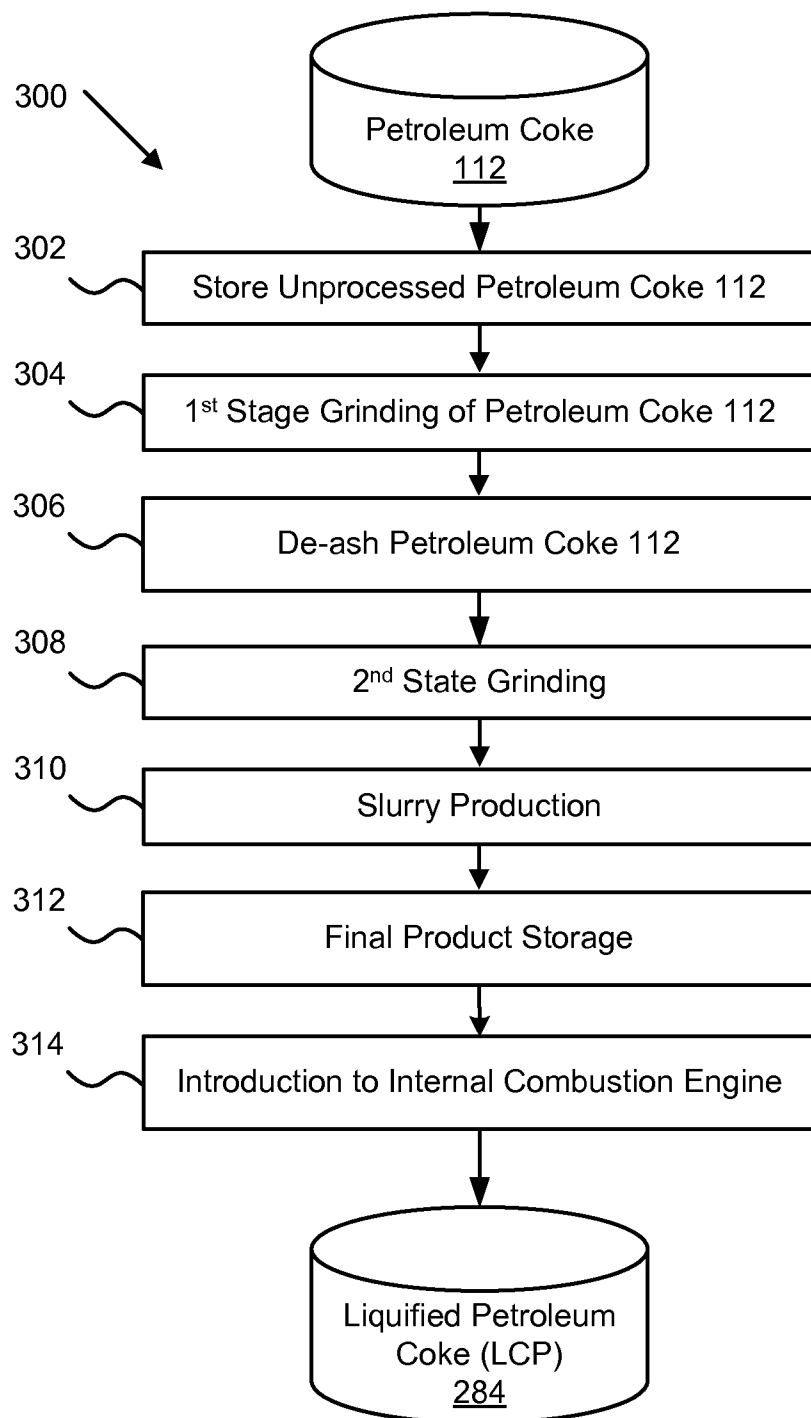 300
Petroleum Coke
112
302
Store Unprocessed Petroleum Coke 112
304
1st Stage Grinding of Petroleum Coke 112
306
De-ash Petroleum Coke 112
308
2nd State Grinding
310
Slurry Production
312
Final Product Storage
314
Introduction to Internal Combustion Engine
Liquified Petroleum
Coke (LCP)
284